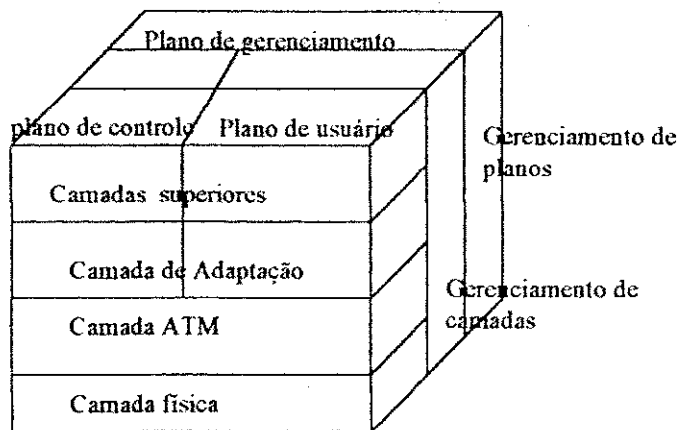 Plano de gerenciamento
plano de controle Plano de usuário
Gerenciamento de
planos
Camadas superiores
Camada de Adaptação
Gerenciamento de
camadas
Camada ATM
Camada física